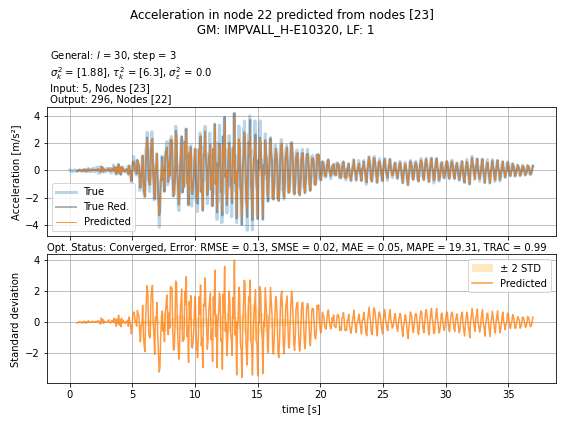 Acceleration in node 22 predicted from nodes [23]
GM: IMPVALL_H-E10320, LF: 1
General: l = 30, step = 3
σ²ₖ = [1.88], τ²ₖ = [6.3], σ²ε = 0.0
Input: 5, Nodes [23]
Output: 296, Nodes [22]
Acceleration [m/s²]
4
2
0
−2
−4
True
True Red.
Predicted
Opt. Status: Converged, Error: RMSE = 0.13, SMSE = 0.02, MAE = 0.05, MAPE = 19.31, TRAC = 0.99
Standard deviation
4
2
0
−2
± 2 STD
Predicted
0 5 10 15 20 25 30 35
time [s]